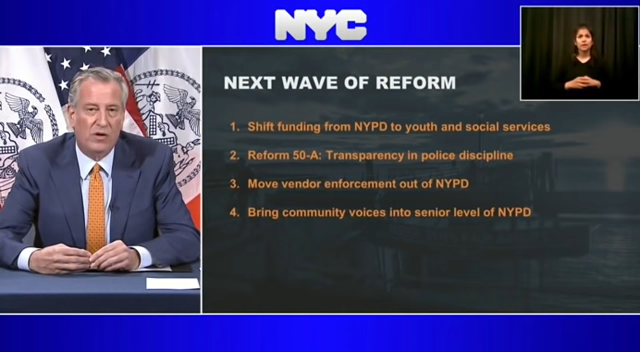 NYC
NEXT WAVE OF REFORM
1. Shift funding from NYPD to youth and social services
2. Reform 50-A: Transparency in police discipline
3. Move vendor enforcement out of NYPD
4. Bring community voices into senior level of NYPD